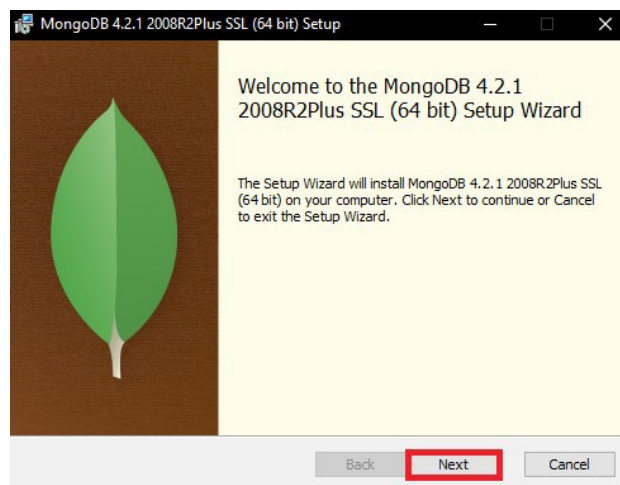 MongoDB 4.2.1 2008R2Plus SSL (64 bit) Setup
Welcome to the MongoDB 4.2.1
2008R2Plus SSL (64 bit) Setup Wizard
The Setup Wizard will install MongoDB 4.2.1 2008R2Plus SSL
(64 bit) on your computer. Click Next to continue or Cancel
to exit the Setup Wizard.
Back Next Cancel